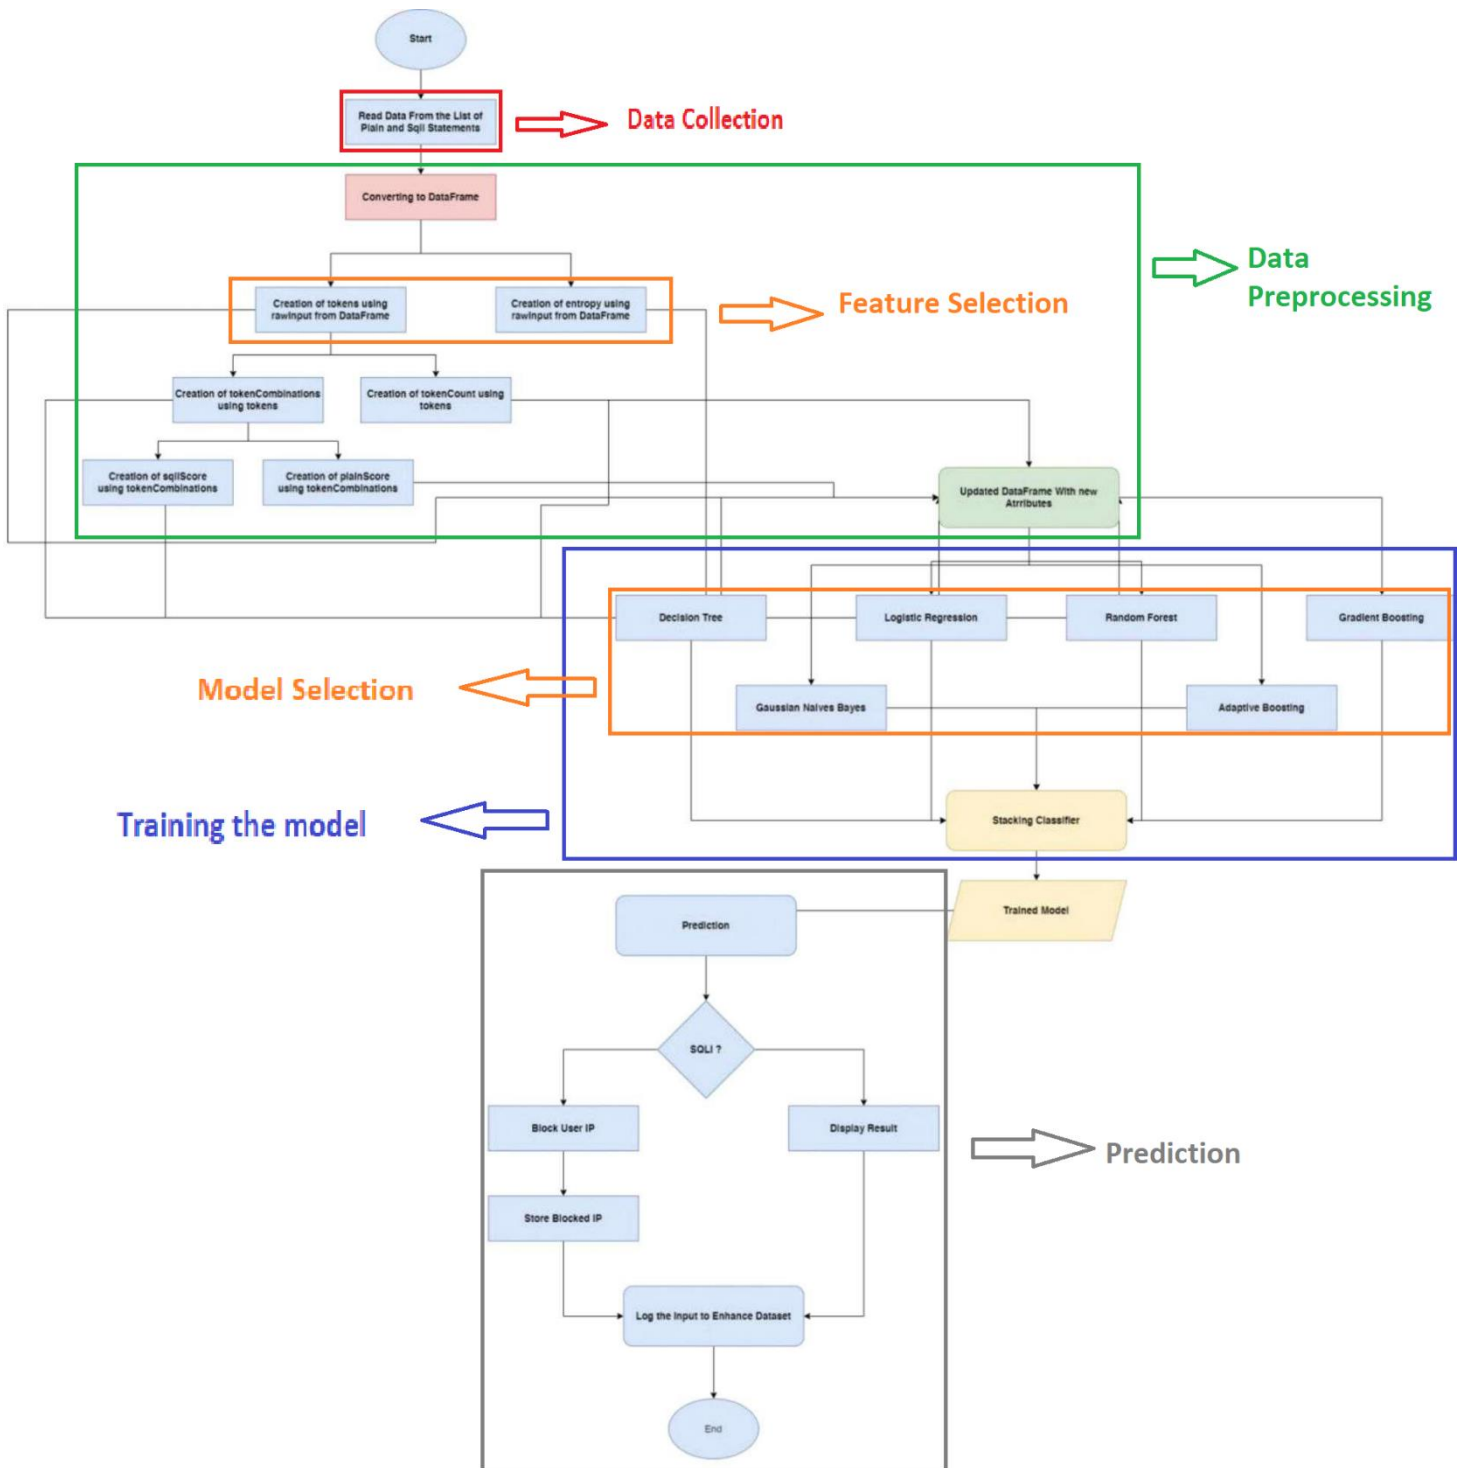 Start
Read Data From the List of
Plain and Sqli Statements
Data Collection
Converting to DataFrame
Data
Preprocessing
Creation of tokens using
rawInput from DataFrame
Creation of entropy using
rawInput from DataFrame
Feature Selection
Creation of tokenCombinations
using tokens
Creation of tokenCount using
tokens
Creation of sqliScore
using tokenCombinations
Creation of plainScore
using tokenCombinations
Updated DataFrame With new
Atrributes
Decision Tree
Logistic Regression
Random Forest
Gradient Boosting
Model Selection
Gaussian Naives Bayes
Adaptive Boosting
Training the model
Stacking Classifier
Trained Model
Prediction
SQLI ?
Block User IP
Display Result
Prediction
Store Blocked IP
Log the Input to Enhance Dataset
End